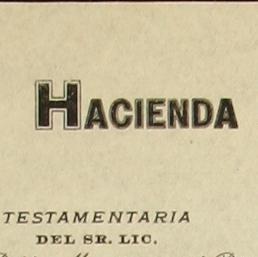 HACIENDA
TESTAMENTARIA
DEL SR. LIC.